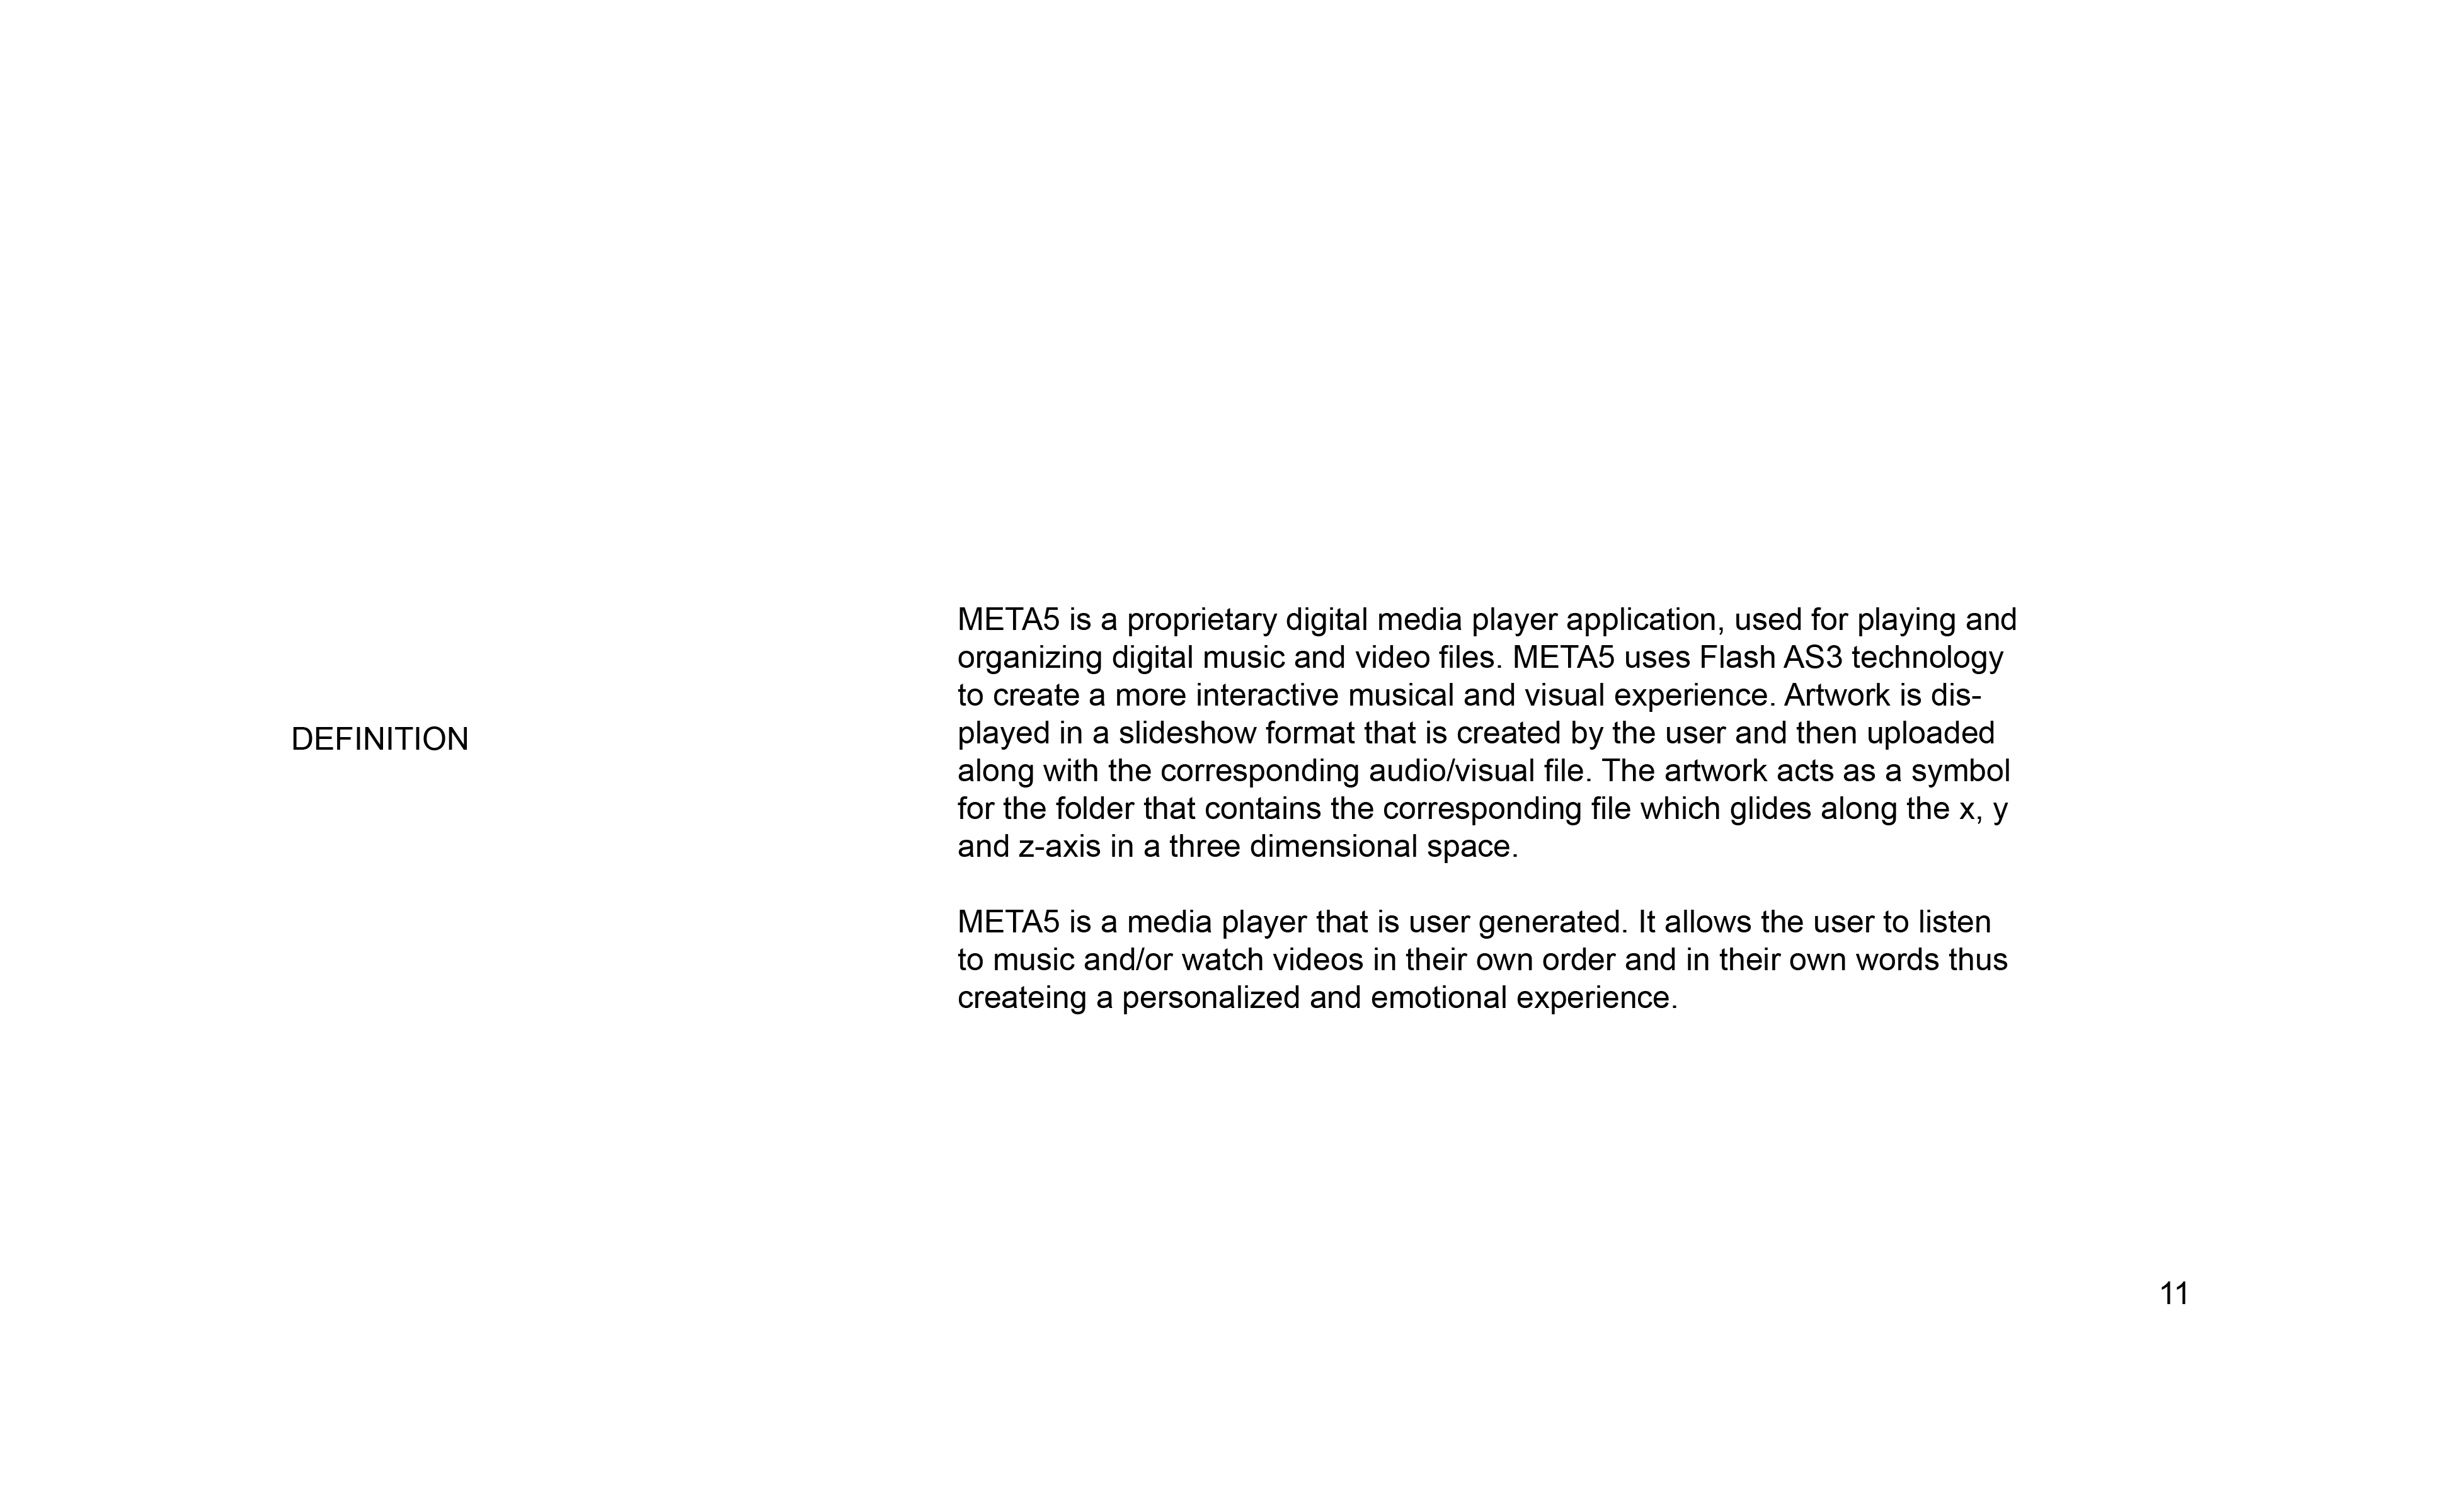 DEFINITION
META5 is a proprietary digital media player application, used for playing and
organizing digital music and video files. META5 uses Flash AS3 technology
to create a more interactive musical and visual experience. Artwork is dis-
played in a slideshow format that is created by the user and then uploaded
along with the corresponding audio/visual file. The artwork acts as a symbol
for the folder that contains the corresponding file which glides along the x, y
and z-axis in a three dimensional space.
META5 is a media player that is user generated. It allows the user to listen
to music and/or watch videos in their own order and in their own words thus
createing a personalized and emotional experience.
11